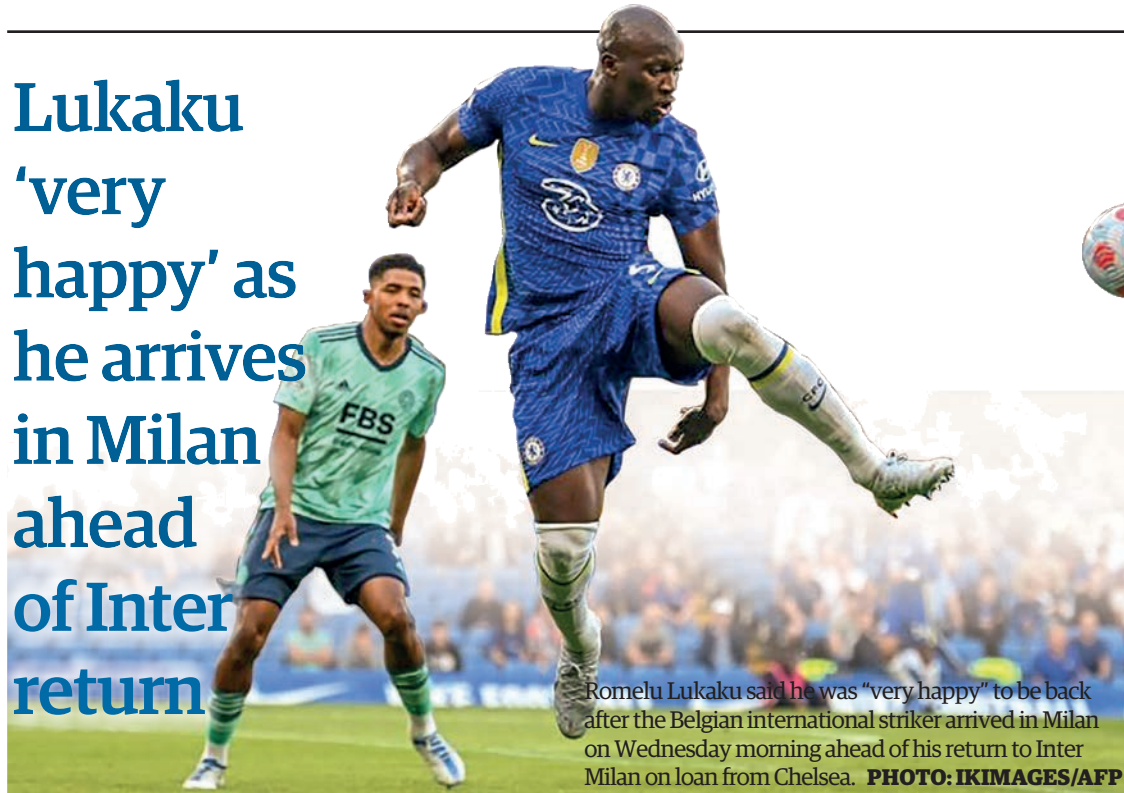 Lukaku
‘very
happy’ as
he arrives
in Milan
ahead
of Inter
return
FBS
CFC
Romelu Lukaku said he was “very happy” to be back
after the Belgian international striker arrived in Milan
on Wednesday morning ahead of his return to Inter
Milan on loan from Chelsea. PHOTO: IKIMAGES/AFP